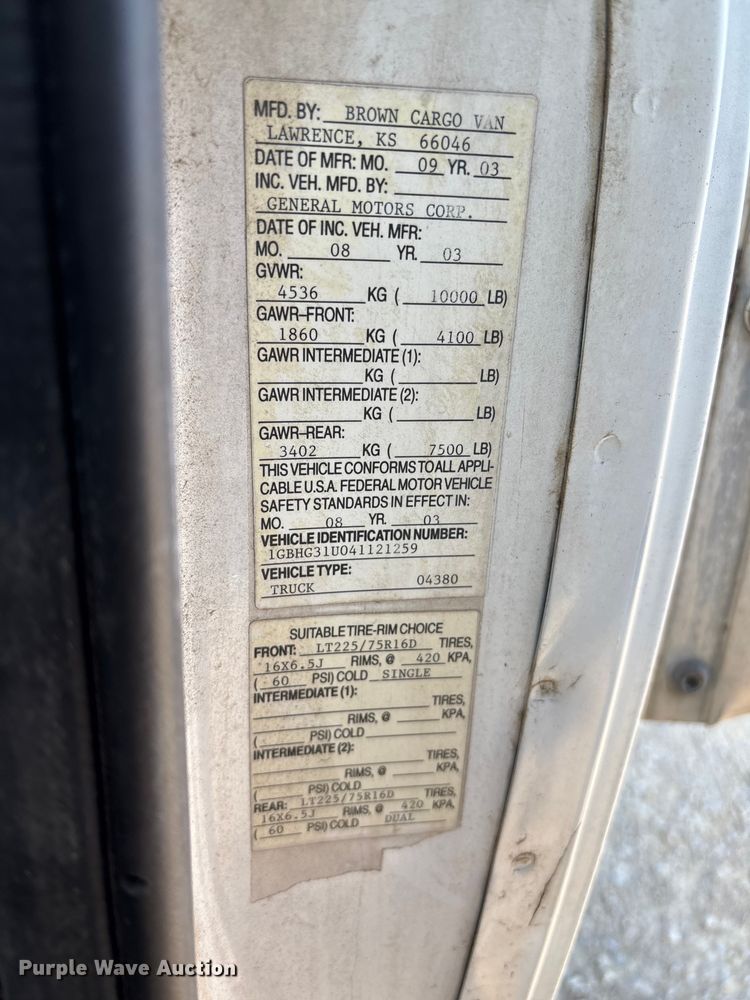 MFD. BY: BROWN CARGO VAN
LAWRENCE, KS 66046
DATE OF MFR: MO. 09 YR. 03
INC. VEH. MFD. BY:
GENERAL MOTORS CORP.
DATE OF INC. VEH. MFR:
MO. 08 YR. 03
GVWR:
4536 KG ( 10000 LB)
GAWR-FRONT:
1860 KG ( 4100 LB)
GAWR INTERMEDIATE (1):
KG ( LB)
GAWR INTERMEDIATE (2):
KG ( LB)
GAWR-REAR:
3402 KG ( 7500 LB)
THIS VEHICLE CONFORMS TO ALL APPLI-
CABLE U.S.A. FEDERAL MOTOR VEHICLE
SAFETY STANDARDS IN EFFECT IN:
MO. 08 YR. 03
VEHICLE IDENTIFICATION NUMBER:
1GBHG31U041121259
VEHICLE TYPE:
TRUCK 04380
SUITABLE TIRE-RIM CHOICE
FRONT: LT225/75R16D TIRES,
16X6.5J RIMS, @ 420 KPA,
( 60 PSI) COLD SINGLE
INTERMEDIATE (1): TIRES,
RIMS, @ KPA,
( PSI) COLD
INTERMEDIATE (2): TIRES,
RIMS, @ KPA,
( PSI) COLD
REAR: LT225/75R16D TIRES,
16X6.5J RIMS, @ 420 KPA,
( 60 PSI) COLD DUAL
Purple Wave Auction